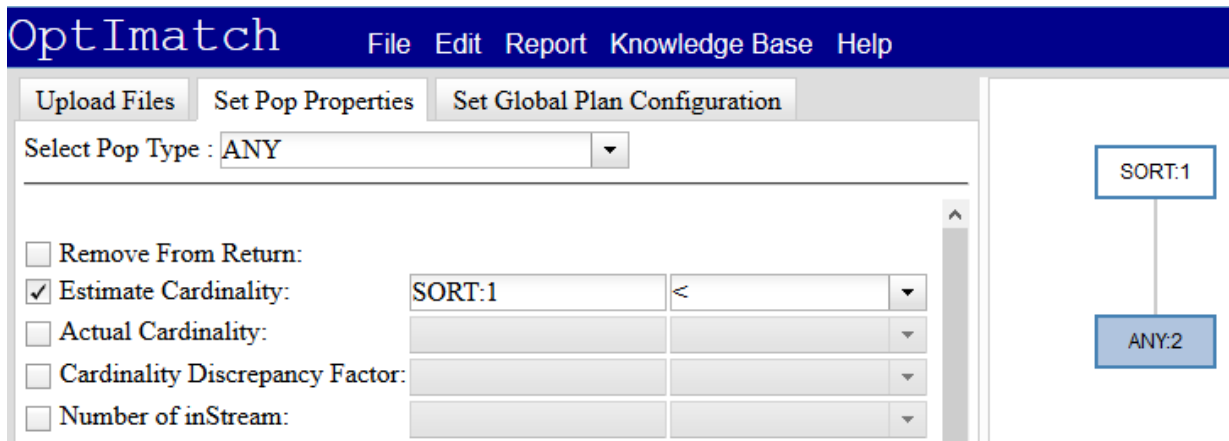 OptImatch File Edit Report Knowledge Base Help
Upload Files Set Pop Properties Set Global Plan Configuration
Select Pop Type : ANY
SORT:1
Remove From Return:
Estimate Cardinality: SORT:1 <
Actual Cardinality:
ANY:2
Cardinality Discrepancy Factor:
Number of inStream: